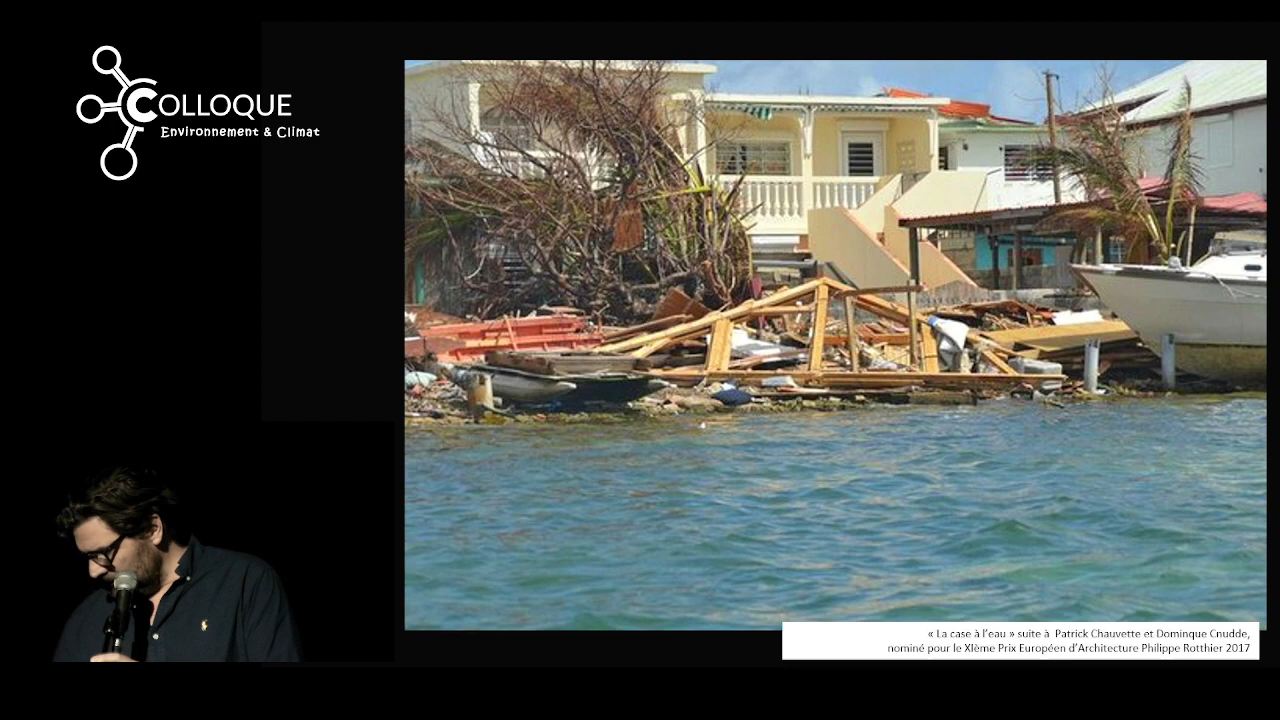 COLLOQUE
Environnement & Climat
« La case à l'eau » suite à Patrick Chauvette et Dominque Cnudde,
nominé pour le XIème Prix Européen d'Architecture Philippe Rotthier 2017